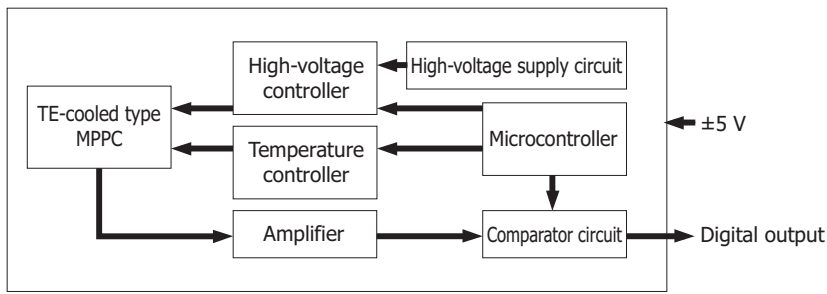 High-voltage
controller
High-voltage supply circuit
TE-cooled type
MPPC
Microcontroller
±5 V
Temperature
controller
Amplifier
Comparator circuit
Digital output